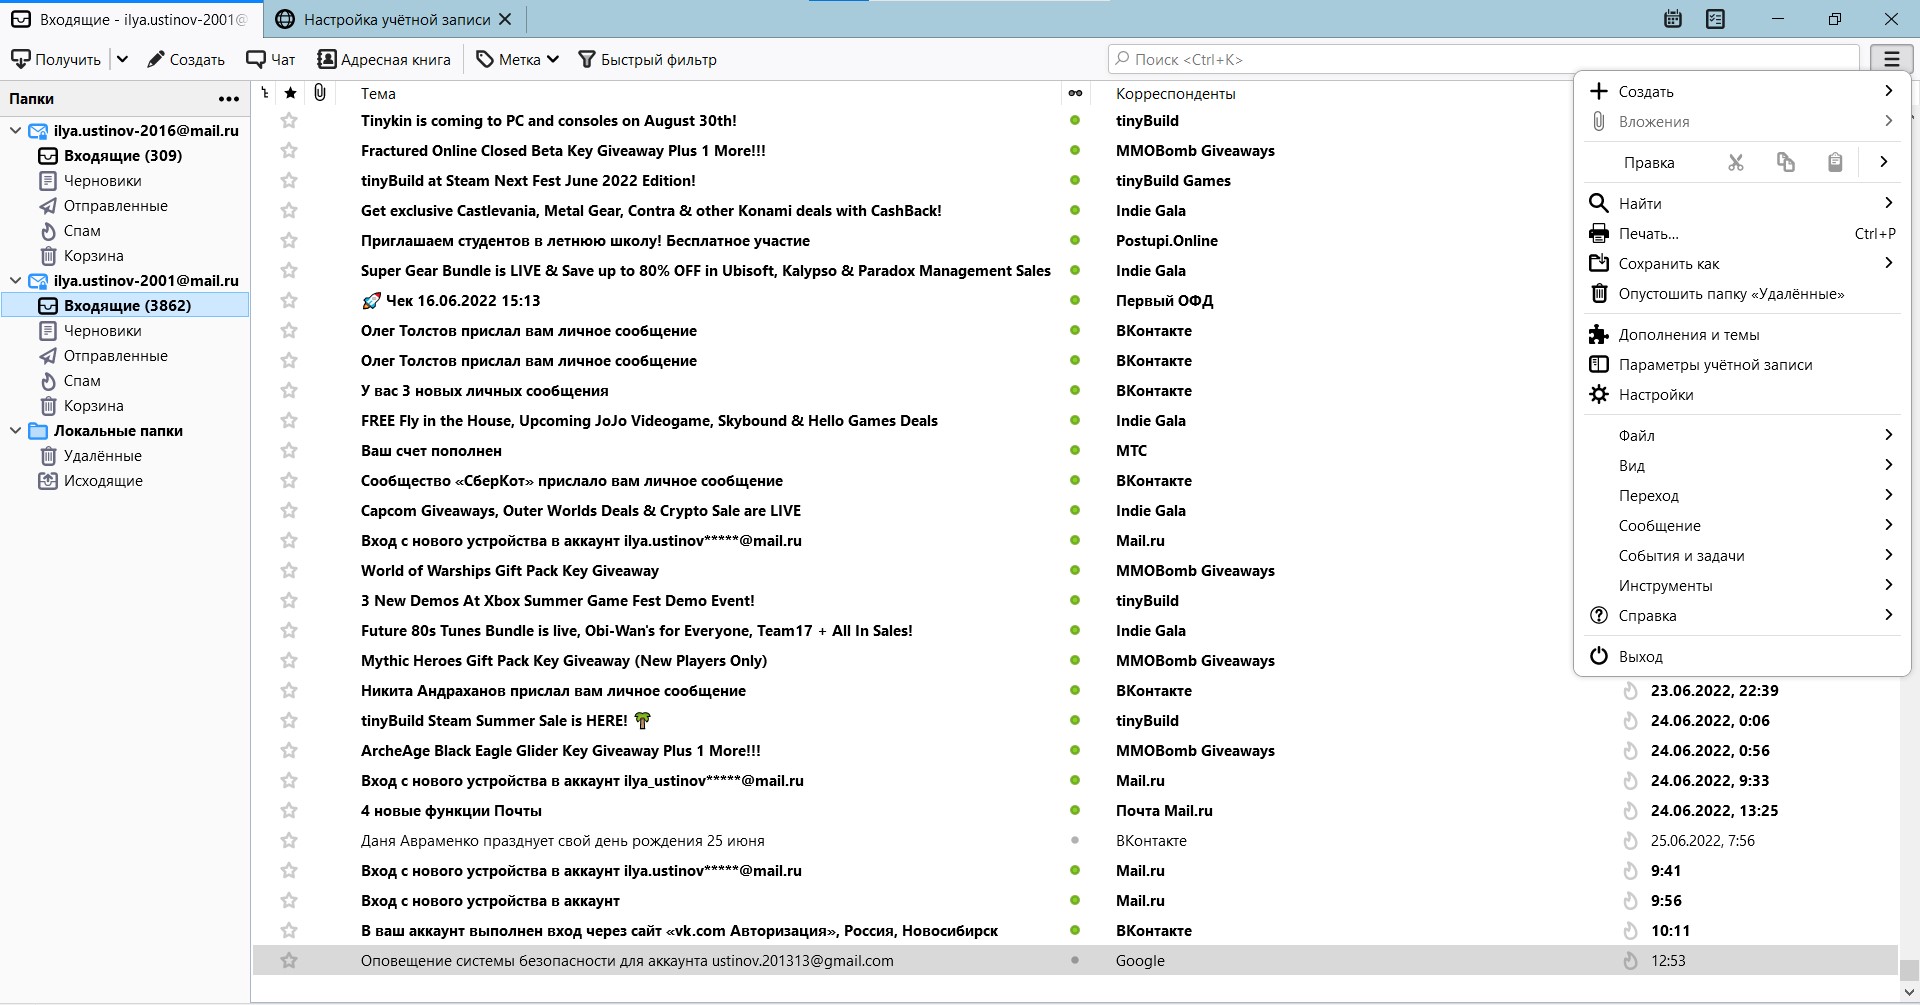 Входящие - ilya.ustinov-2001@
Настройка учётной записи
Получить
Создать
Чат
Адресная книга
Метка
Быстрый фильтр
Поиск <Ctrl+K>
Папки
ilya.ustinov-2016@mail.ru
Входящие (309)
Черновики
Отправленные
Спам
Корзина
ilya.ustinov-2001@mail.ru
Входящие (3862)
Черновики
Отправленные
Спам
Корзина
Локальные папки
Удалённые
Исходящие
Тема Корреспонденты
Tinykin is coming to PC and consoles on August 30th! tinyBuild
Fractured Online Closed Beta Key Giveaway Plus 1 More!!! MMOBomb Giveaways
tinyBuild at Steam Next Fest June 2022 Edition! tinyBuild Games
Get exclusive Castlevania, Metal Gear, Contra & other Konami deals with CashBack! Indie Gala
Приглашаем студентов в летнюю школу! Бесплатное участие Postupi.Online
Super Gear Bundle is LIVE & Save up to 80% OFF in Ubisoft, Kalypso & Paradox Management Sales Indie Gala
🚀 Чек 16.06.2022 15:13 Первый ОФД
Олег Толстов прислал вам личное сообщение ВКонтакте
Олег Толстов прислал вам личное сообщение ВКонтакте
У вас 3 новых личных сообщения ВКонтакте
FREE Fly in the House, Upcoming JoJo Videogame, Skybound & Hello Games Deals Indie Gala
Ваш счет пополнен МТС
Сообщество «СберКот» прислало вам личное сообщение ВКонтакте
Capcom Giveaways, Outer Worlds Deals & Crypto Sale are LIVE Indie Gala
Вход с нового устройства в аккаунт ilya.ustinov*****@mail.ru Mail.ru
World of Warships Gift Pack Key Giveaway MMOBomb Giveaways
3 New Demos At Xbox Summer Game Fest Demo Event! tinyBuild
Future 80s Tunes Bundle is live, Obi-Wan's for Everyone, Team17 + All In Sales! Indie Gala
Mythic Heroes Gift Pack Key Giveaway (New Players Only) MMOBomb Giveaways
Никита Андраханов прислал вам личное сообщение ВКонтакте 23.06.2022, 22:39
tinyBuild Steam Summer Sale is HERE! 🌴 tinyBuild 24.06.2022, 0:06
ArcheAge Black Eagle Glider Key Giveaway Plus 1 More!!! MMOBomb Giveaways 24.06.2022, 0:56
Вход с нового устройства в аккаунт ilya_ustinov*****@mail.ru Mail.ru 24.06.2022, 9:33
4 новые функции Почты Почта Mail.ru 24.06.2022, 13:25
Даня Авраменко празднует свой день рождения 25 июня ВКонтакте 25.06.2022, 7:56
Вход с нового устройства в аккаунт ilya.ustinov*****@mail.ru Mail.ru 9:41
Вход с нового устройства в аккаунт Mail.ru 9:56
В ваш аккаунт выполнен вход через сайт «vk.com Авторизация», Россия, Новосибирск ВКонтакте 10:11
Оповещение системы безопасности для аккаунта ustinov.201313@gmail.com Google 12:53
Создать
Вложения
Правка
Найти
Печать... Ctrl+P
Сохранить как
Опустошить папку «Удалённые»
Дополнения и темы
Параметры учётной записи
Настройки
Файл
Вид
Переход
Сообщение
События и задачи
Инструменты
Справка
Выход